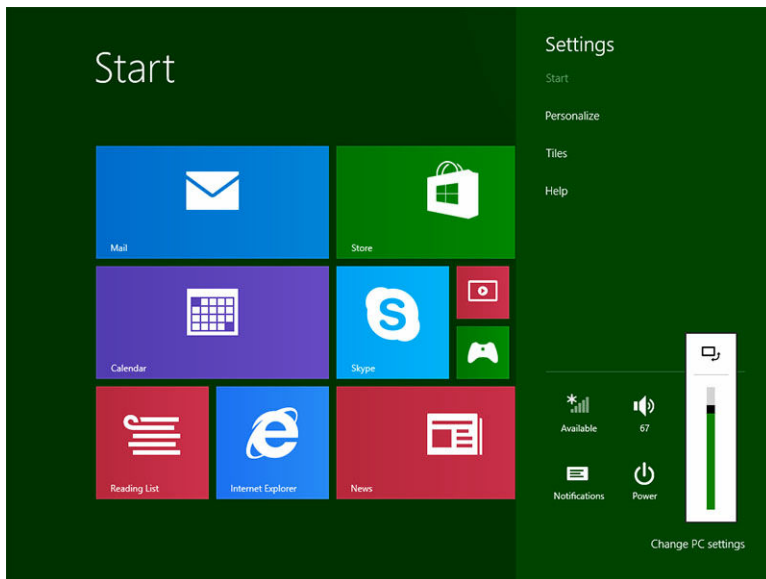 Start
Mail
Store
Calendar
S
Skype
Reading List
Internet Explorer
News
Settings
Start
Personalize
Tiles
Help
Available
67
Notifications
Power
Change PC settings